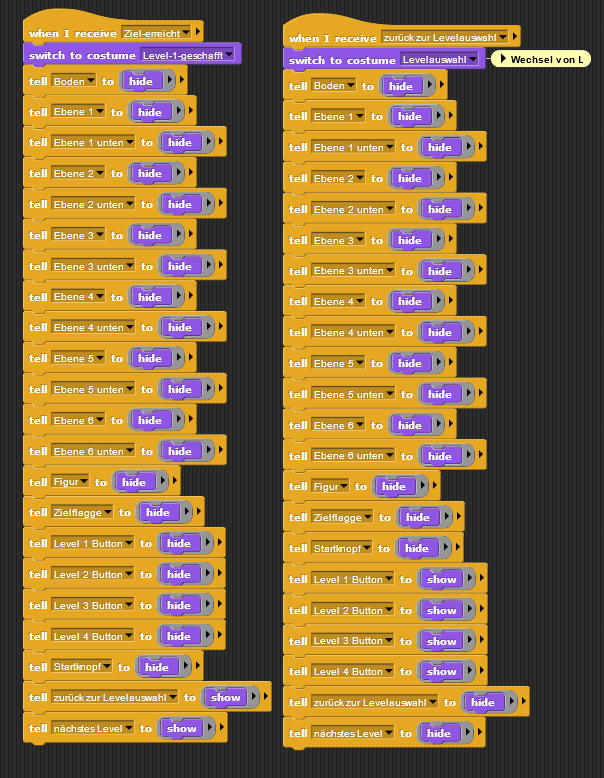 when I receive Ziel-erreicht
switch to costume Level-1-geschafft
tell Boden to hide
tell Ebene 1 to hide
tell Ebene 1 unten to hide
tell Ebene 2 to hide
tell Ebene 2 unten to hide
tell Ebene 3 to hide
tell Ebene 3 unten to hide
tell Ebene 4 to hide
tell Ebene 4 unten to hide
tell Ebene 5 to hide
tell Ebene 5 unten to hide
tell Ebene 6 to hide
tell Ebene 6 unten to hide
tell Figur to hide
tell Zielflagge to hide
tell Level 1 Button to hide
tell Level 2 Button to hide
tell Level 3 Button to hide
tell Level 4 Button to hide
tell Startknopf to hide
tell zurück zur Levelauswahl to show
tell nächstes Level to show
when I receive zurück zur Levelauswahl
switch to costume Levelauswahl Wechsel von L
tell Boden to hide
tell Ebene 1 to hide
tell Ebene 1 unten to hide
tell Ebene 2 to hide
tell Ebene 2 unten to hide
tell Ebene 3 to hide
tell Ebene 3 unten to hide
tell Ebene 4 to hide
tell Ebene 4 unten to hide
tell Ebene 5 to hide
tell Ebene 5 unten to hide
tell Ebene 6 to hide
tell Ebene 6 unten to hide
tell Figur to hide
tell Zielflagge to hide
tell Startknopf to hide
tell Level 1 Button to show
tell Level 2 Button to show
tell Level 3 Button to show
tell Level 4 Button to show
tell zurück zur Levelauswahl to hide
tell nächstes Level to hide